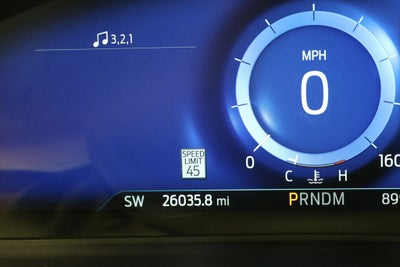 ♫ 3,2,1
MPH
0
SPEED
LIMIT
45
0 160
C H
SW 26035.8 mi PRNDM 89